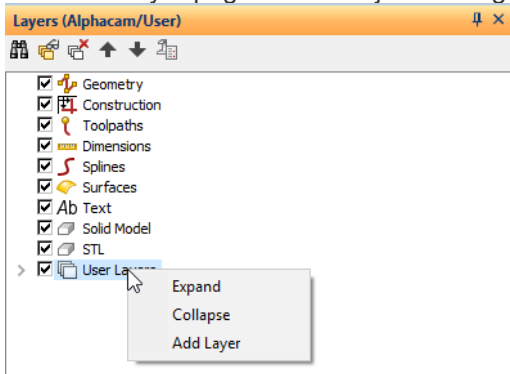 Layers (Alphacam/User)
Geometry
Construction
Toolpaths
Dimensions
Splines
Surfaces
Ab Text
Solid Model
STL
User Layers
Expand
Collapse
Add Layer